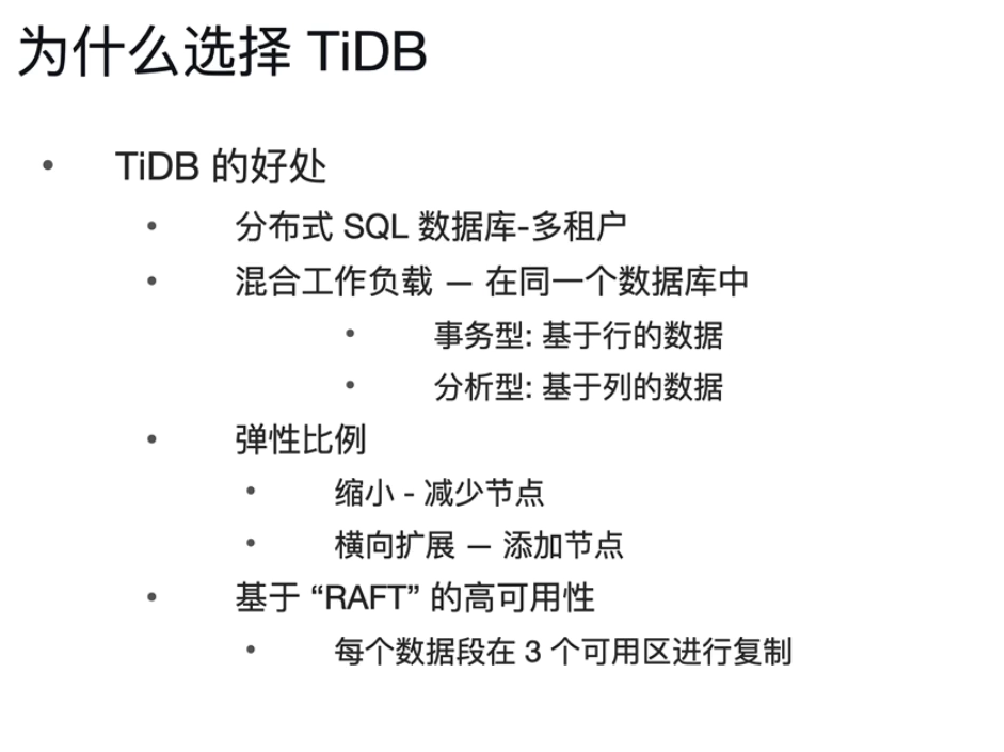 为什么选择 TiDB
• TiDB 的好处
• 分布式 SQL 数据库-多租户
• 混合工作负载 — 在同一个数据库中
• 事务型: 基于行的数据
• 分析型: 基于列的数据
• 弹性比例
• 缩小 - 减少节点
• 横向扩展 — 添加节点
• 基于 “RAFT” 的高可用性
• 每个数据段在 3 个可用区进行复制